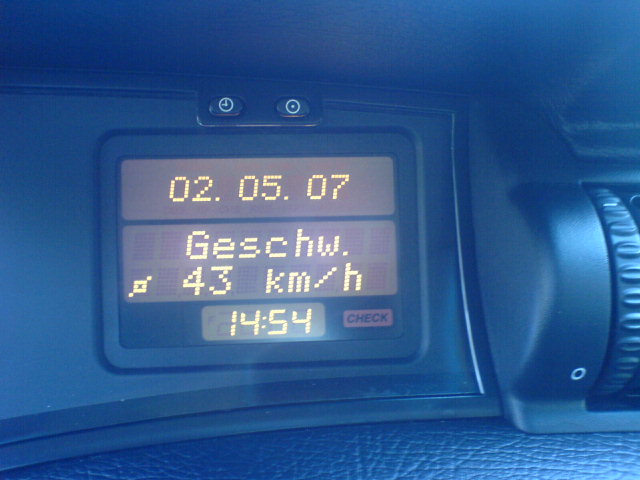 02. 05. 07
Geschw.
ø 43 km/h
14:54 CHECK